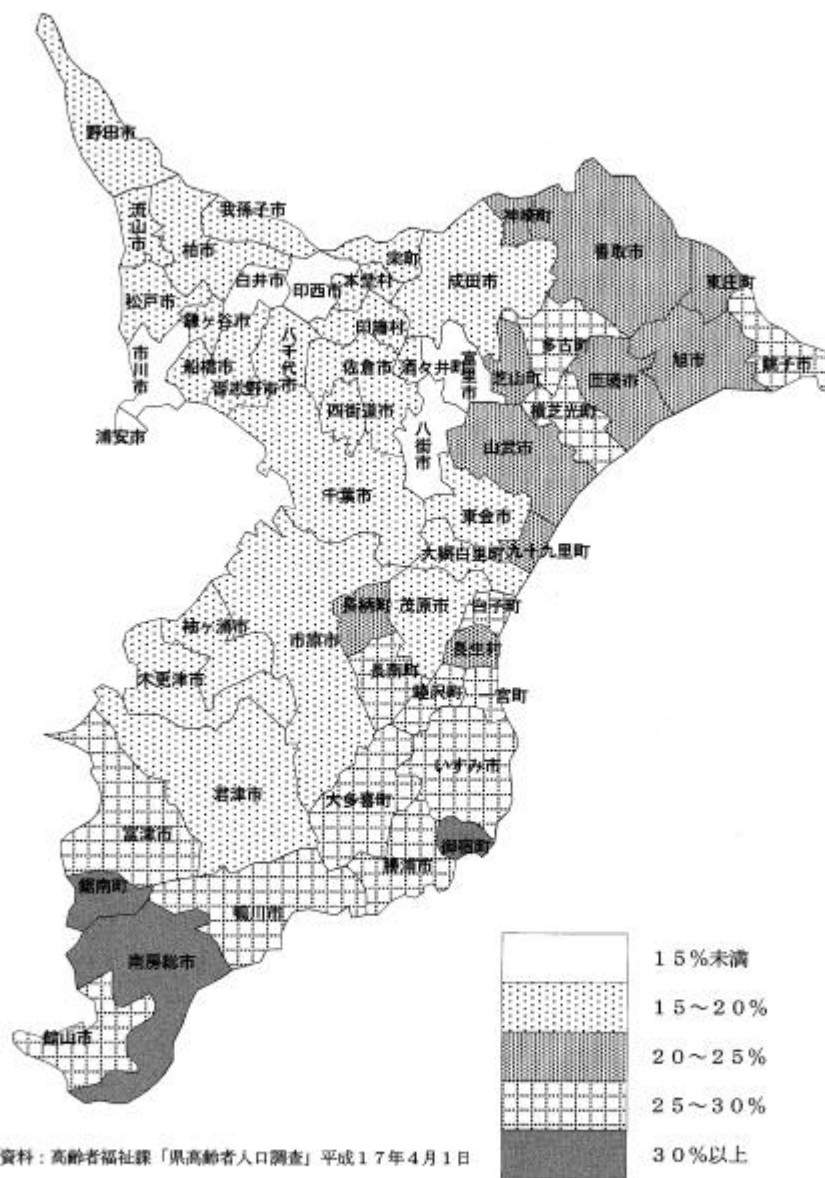 野田市
流山市
我孫子市
柏市
神崎町
香取市
東庄町
白井市
印西市
本埜村
栄町
成田市
松戸市
鎌ヶ谷市
八千代市
印旛村
多古町
銚子市
市川市
船橋市
習志野市
佐倉市
酒々井町
富里市
芝山町
匝瑳市
旭市
浦安市
四街道市
八街市
横芝光町
山武市
千葉市
東金市
大網白里町
九十九里町
長柄町
茂原市
白子町
袖ヶ浦市
市原市
長生村
木更津市
長南町
睦沢町
一宮町
いすみ市
君津市
大多喜町
富津市
御宿町
勝浦市
鋸南町
鴨川市
南房総市
館山市
15%未満
15~20%
20~25%
25~30%
30%以上
資料：高齢者福祉課「県高齢者人口調査」平成17年4月1日